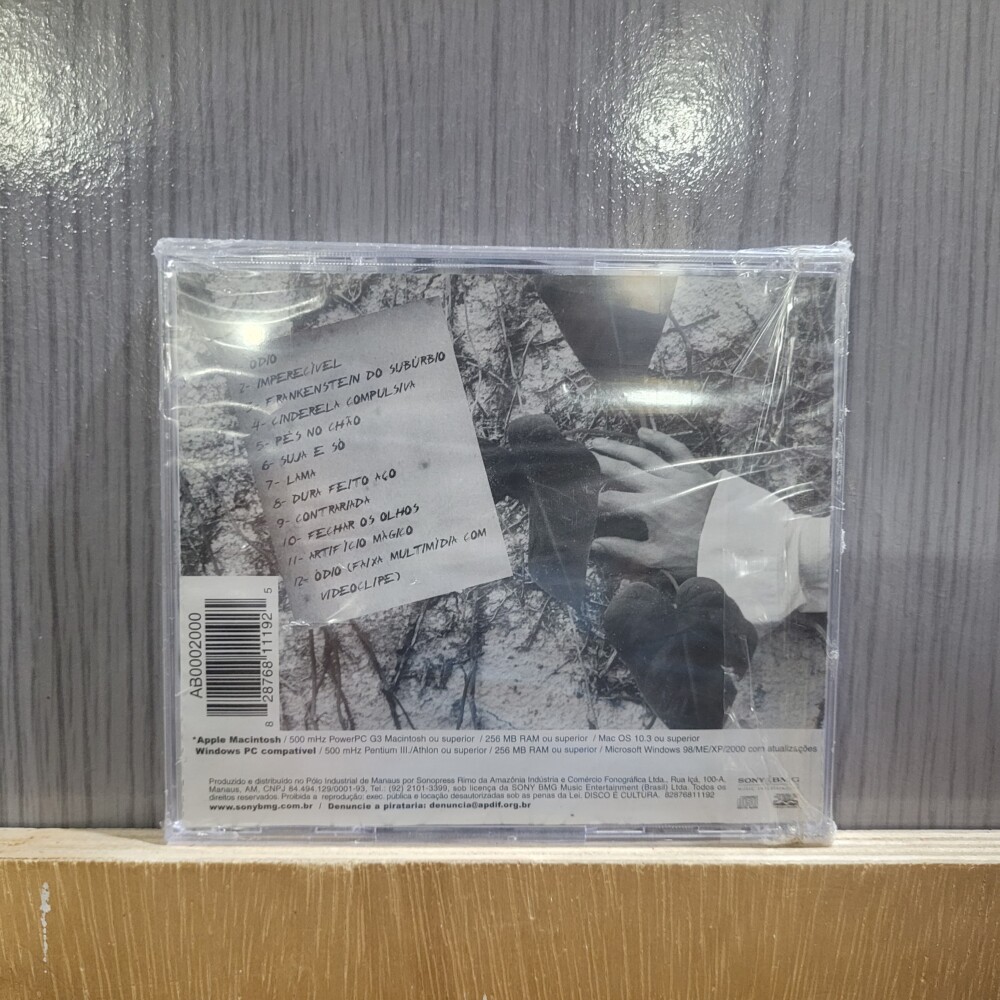 ÓDIO
2- IMPERECÍVEL
FRANKENSTEIN DO SUBÚRBIO
4- CINDERELA COMPULSIVA
5- PÉS NO CHÃO
6- SUJA E SÓ
7- LAMA
8- DURA FEITO AÇO
9- CONTRARIADA
10- FECHAR OS OLHOS
11- ARTIFÍCIO MÁGICO
12- ÓDIO (FAIXA MULTIMÍDIA COM
VIDEOCLIPE)
AB0002000
8 28768 11192 5
*Apple Macintosh / 500 mHz PowerPC G3 Macintosh ou superior / 256 MB RAM ou superior / Mac OS 10.3 ou superior
Windows PC compatível / 500 mHz Pentium III./Athlon ou superior / 256 MB RAM ou superior / Microsoft Windows 98/ME/XP/2000 com atualizações
Produzido e distribuído no Pólo Industrial de Manaus por Sonopress Rimo da Amazônia Indústria e Comércio Fonográfica Ltda., Rua Içá, 100-A,
Manaus, AM, CNPJ 64.494.129/0001-93, Tel.: (92) 2101-3399, sob licença da SONY BMG Music Entertainment (Brasil) Ltda. Todos os
direitos reservados. Proibida a reprodução, exec. pública e locação desautorizadas sob as penas da Lei. DISCO É CULTURA. 82876811192
www.sonybmg.com.br / Denuncie a pirataria: denuncia@apdif.org.br
SONY BMG